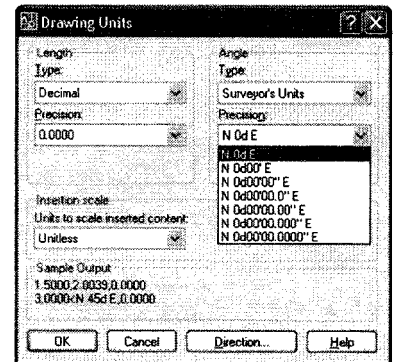 Drawing Units
Length
Type:
Decimal
Precision:
0.0000
Angle
Type:
Surveyor's Units
Precision:
N 0d E
N 0d E
N 0d00' E
N 0d00'00" E
N 0d00'00.0" E
N 0d00'00.00" E
N 0d00'00.000" E
N 0d00'00.0000" E
Insertion scale
Units to scale inserted content:
Unitless
Sample Output
1.5000,2.0039,0.0000
3.0000<N 45d E,0.0000
OK
Cancel
Direction...
Help